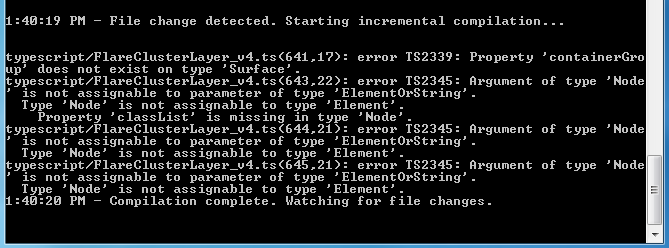 1:40:19 PM - File change detected. Starting incremental compilation...
typescript/FlareClusterLayer_v4.ts(641,17): error TS2339: Property 'containerGro
up' does not exist on type 'Surface'.
typescript/FlareClusterLayer_v4.ts(643,22): error TS2345: Argument of type 'Node
' is not assignable to parameter of type 'ElementOrString'.
  Type 'Node' is not assignable to type 'Element'.
    Property 'classList' is missing in type 'Node'.
typescript/FlareClusterLayer_v4.ts(644,21): error TS2345: Argument of type 'Node
' is not assignable to parameter of type 'ElementOrString'.
  Type 'Node' is not assignable to type 'Element'.
typescript/FlareClusterLayer_v4.ts(645,21): error TS2345: Argument of type 'Node
' is not assignable to parameter of type 'ElementOrString'.
  Type 'Node' is not assignable to type 'Element'.
1:40:20 PM - Compilation complete. Watching for file changes.